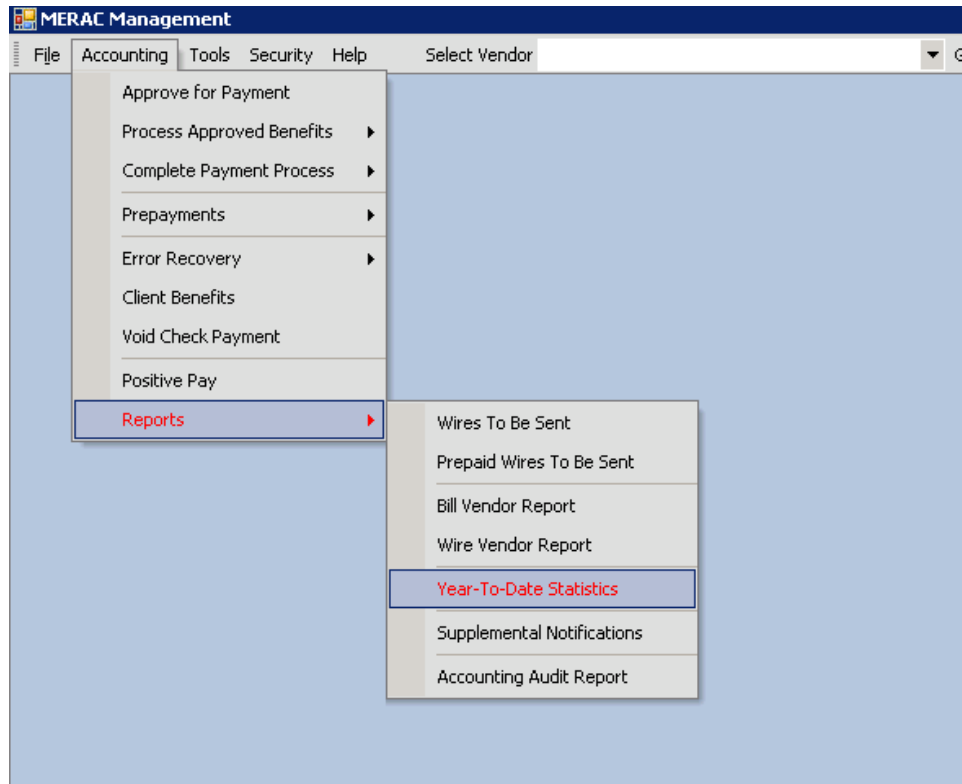 MERAC Management
File Accounting Tools Security Help Select Vendor
Approve for Payment
Process Approved Benefits
Complete Payment Process
Prepayments
Error Recovery
Client Benefits
Void Check Payment
Positive Pay
Reports
Wires To Be Sent
Prepaid Wires To Be Sent
Bill Vendor Report
Wire Vendor Report
Year-To-Date Statistics
Supplemental Notifications
Accounting Audit Report